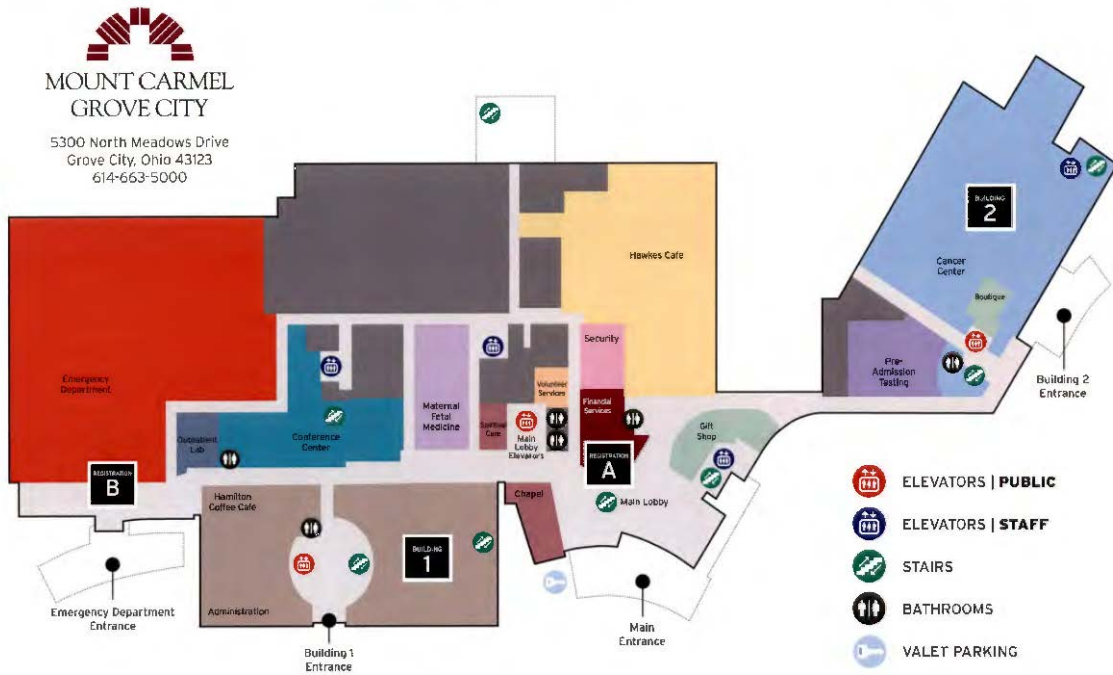 MOUNT CARMEL
GROVE CITY
5300 North Meadows Drive
Grove City, Ohio 43123
614-663-5000
BUILDING
2
Cancer
Center
Boutique
Hawkes Cafe
Building 2
Entrance
Security
Pre-
Admission
Testing
Emergency
Department
Volunteer
Services
Maternal
Fetal
Medicine
Financial
Services
Spiritual
Care
Main
Lobby
Elevators
Gift
Shop
Outpatient
Lab
Conference
Center
REGISTRATION
A
REGISTRATION
B
Chapel
Main Lobby
Hamilton
Coffee Café
BUILDING
1
Administration
Emergency Department
Entrance
Building 1
Entrance
Main
Entrance
ELEVATORS | PUBLIC
ELEVATORS | STAFF
STAIRS
BATHROOMS
VALET PARKING